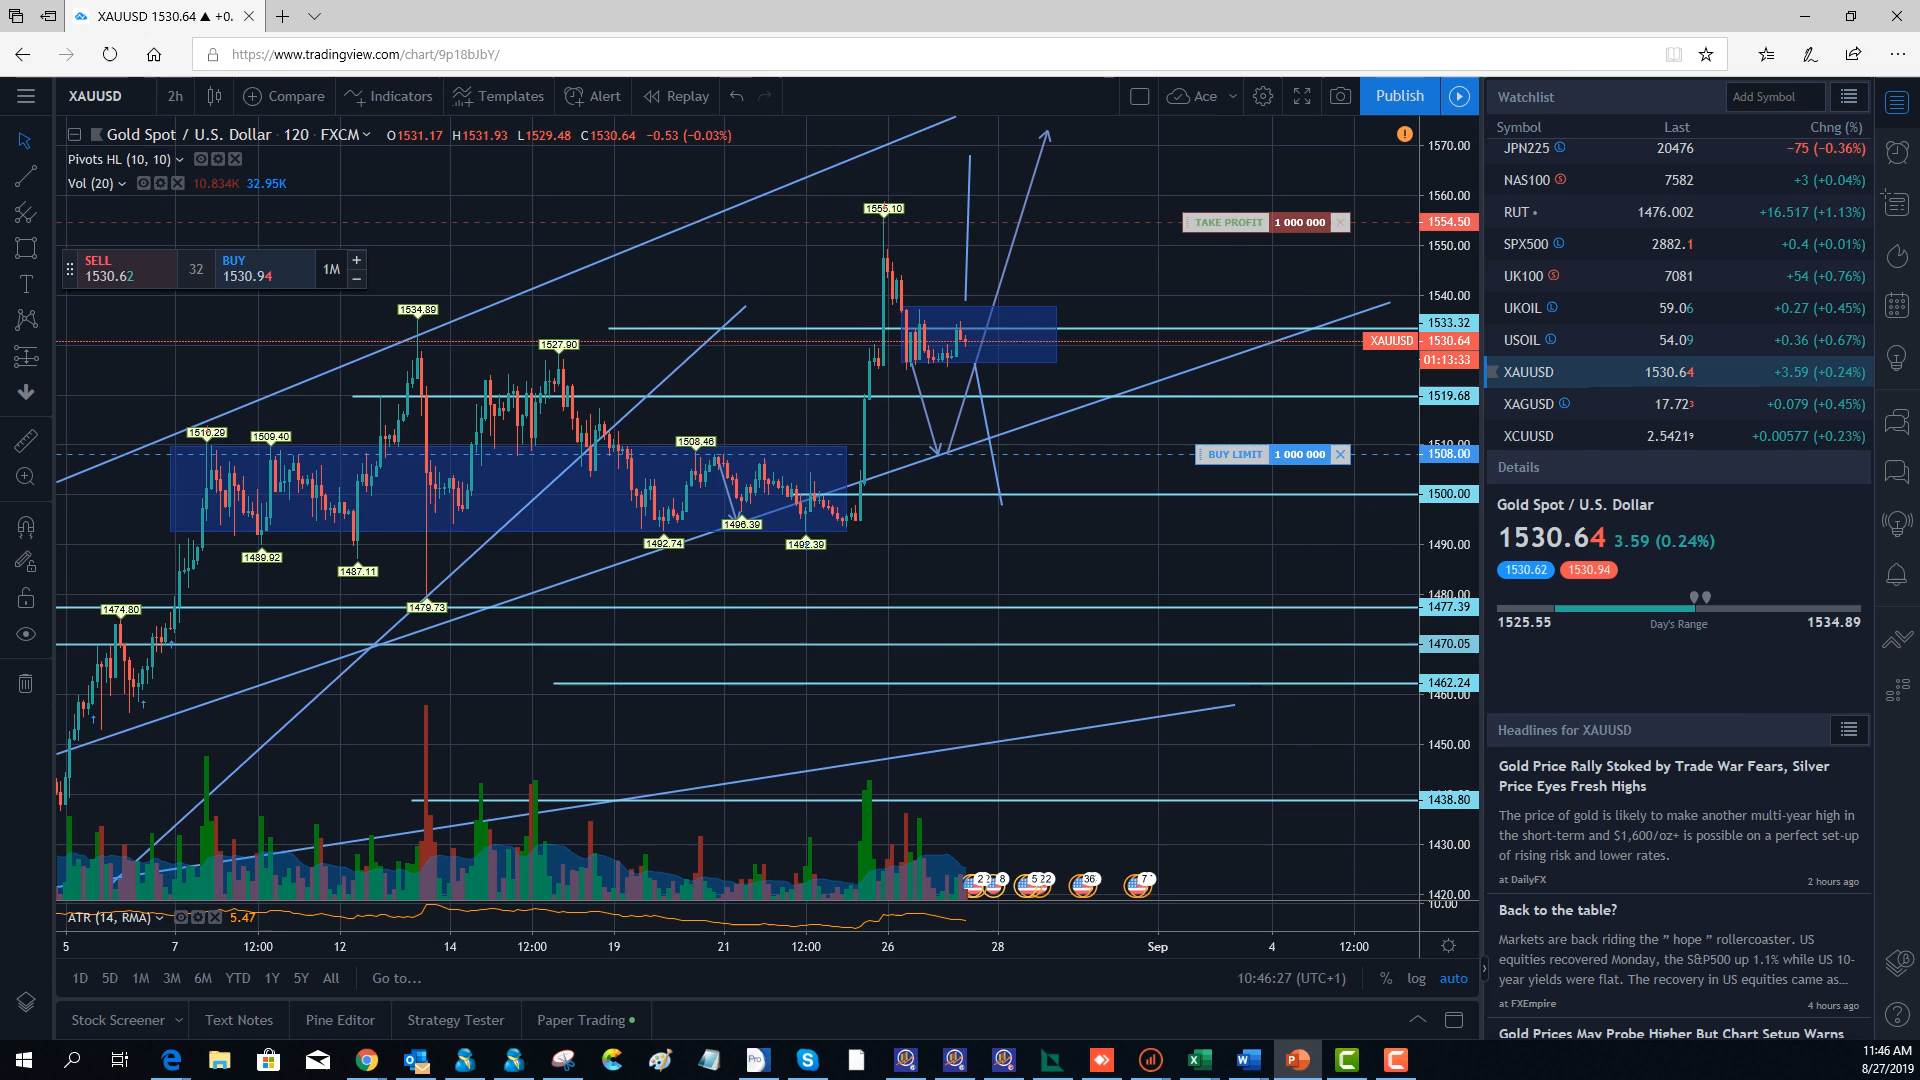 XAUUSD 1530.64 ▲ +0.
https://www.tradingview.com/chart/9p18bJbY/
XAUUSD 2h Compare Indicators Templates Alert Replay Ace Publish
Gold Spot / U.S. Dollar · 120 · FXCM O1531.17 H1531.93 L1529.48 C1530.64 −0.53 (−0.03%)
Pivots HL (10, 10)
Vol (20) 10.834K 32.95K
SELL
1530.62
32
BUY
1530.94
1M + −
1556.10
1534.89
1527.90
1510.29
1509.40
1508.46
1496.39
1489.92
1492.74
1492.39
1487.11
1474.80
1479.73
TAKE PROFIT 1 000 000
BUY LIMIT 1 000 000
1570.00
1560.00
1554.50
1550.00
1540.00
1533.32
XAUUSD 1530.64
01:13:33
1519.68
1510.00
1508.00
1500.00
1490.00
1480.00
1477.39
1470.05
1462.24
1460.00
1450.00
1438.80
1430.00
1420.00
10.00
8
22
36
7
ATR (14, RMA) 5.47
5 7 12:00 12 14 12:00 19 21 12:00 26 28 Sep 4 12:00
1D 5D 1M 3M 6M YTD 1Y 5Y All Go to... 10:46:27 (UTC+1) % log auto
Stock Screener Text Notes Pine Editor Strategy Tester Paper Trading
Watchlist Add Symbol
Symbol Last Chng (%)
JPN225 20476 −75 (−0.36%)
NAS100 7582 +3 (+0.04%)
RUT 1476.002 +16.517 (+1.13%)
SPX500 2882.1 +0.4 (+0.01%)
UK100 7081 +54 (+0.76%)
UKOIL 59.06 +0.27 (+0.45%)
USOIL 54.09 +0.36 (+0.67%)
XAUUSD 1530.64 +3.59 (+0.24%)
XAGUSD 17.723 +0.079 (+0.45%)
XCUUSD 2.54219 +0.00577 (+0.23%)
Details
Gold Spot / U.S. Dollar
1530.64 3.59 (0.24%)
1530.62 1530.94
1525.55 Day's Range 1534.89
Headlines for XAUUSD
Gold Price Rally Stoked by Trade War Fears, Silver
Price Eyes Fresh Highs
The price of gold is likely to make another multi-year high in
the short-term and $1,600/oz+ is possible on a perfect set-up
of rising risk and lower rates.
at DailyFX 2 hours ago
Back to the table?
Markets are back riding the " hope " rollercoaster. US
equities recovered Monday, the S&P500 up 1.1% while US 10-
year yields were flat. The recovery in US equities came as...
at FXEmpire 4 hours ago
Gold Prices May Probe Higher But Chart Setup Warns
11:46 AM
8/27/2019